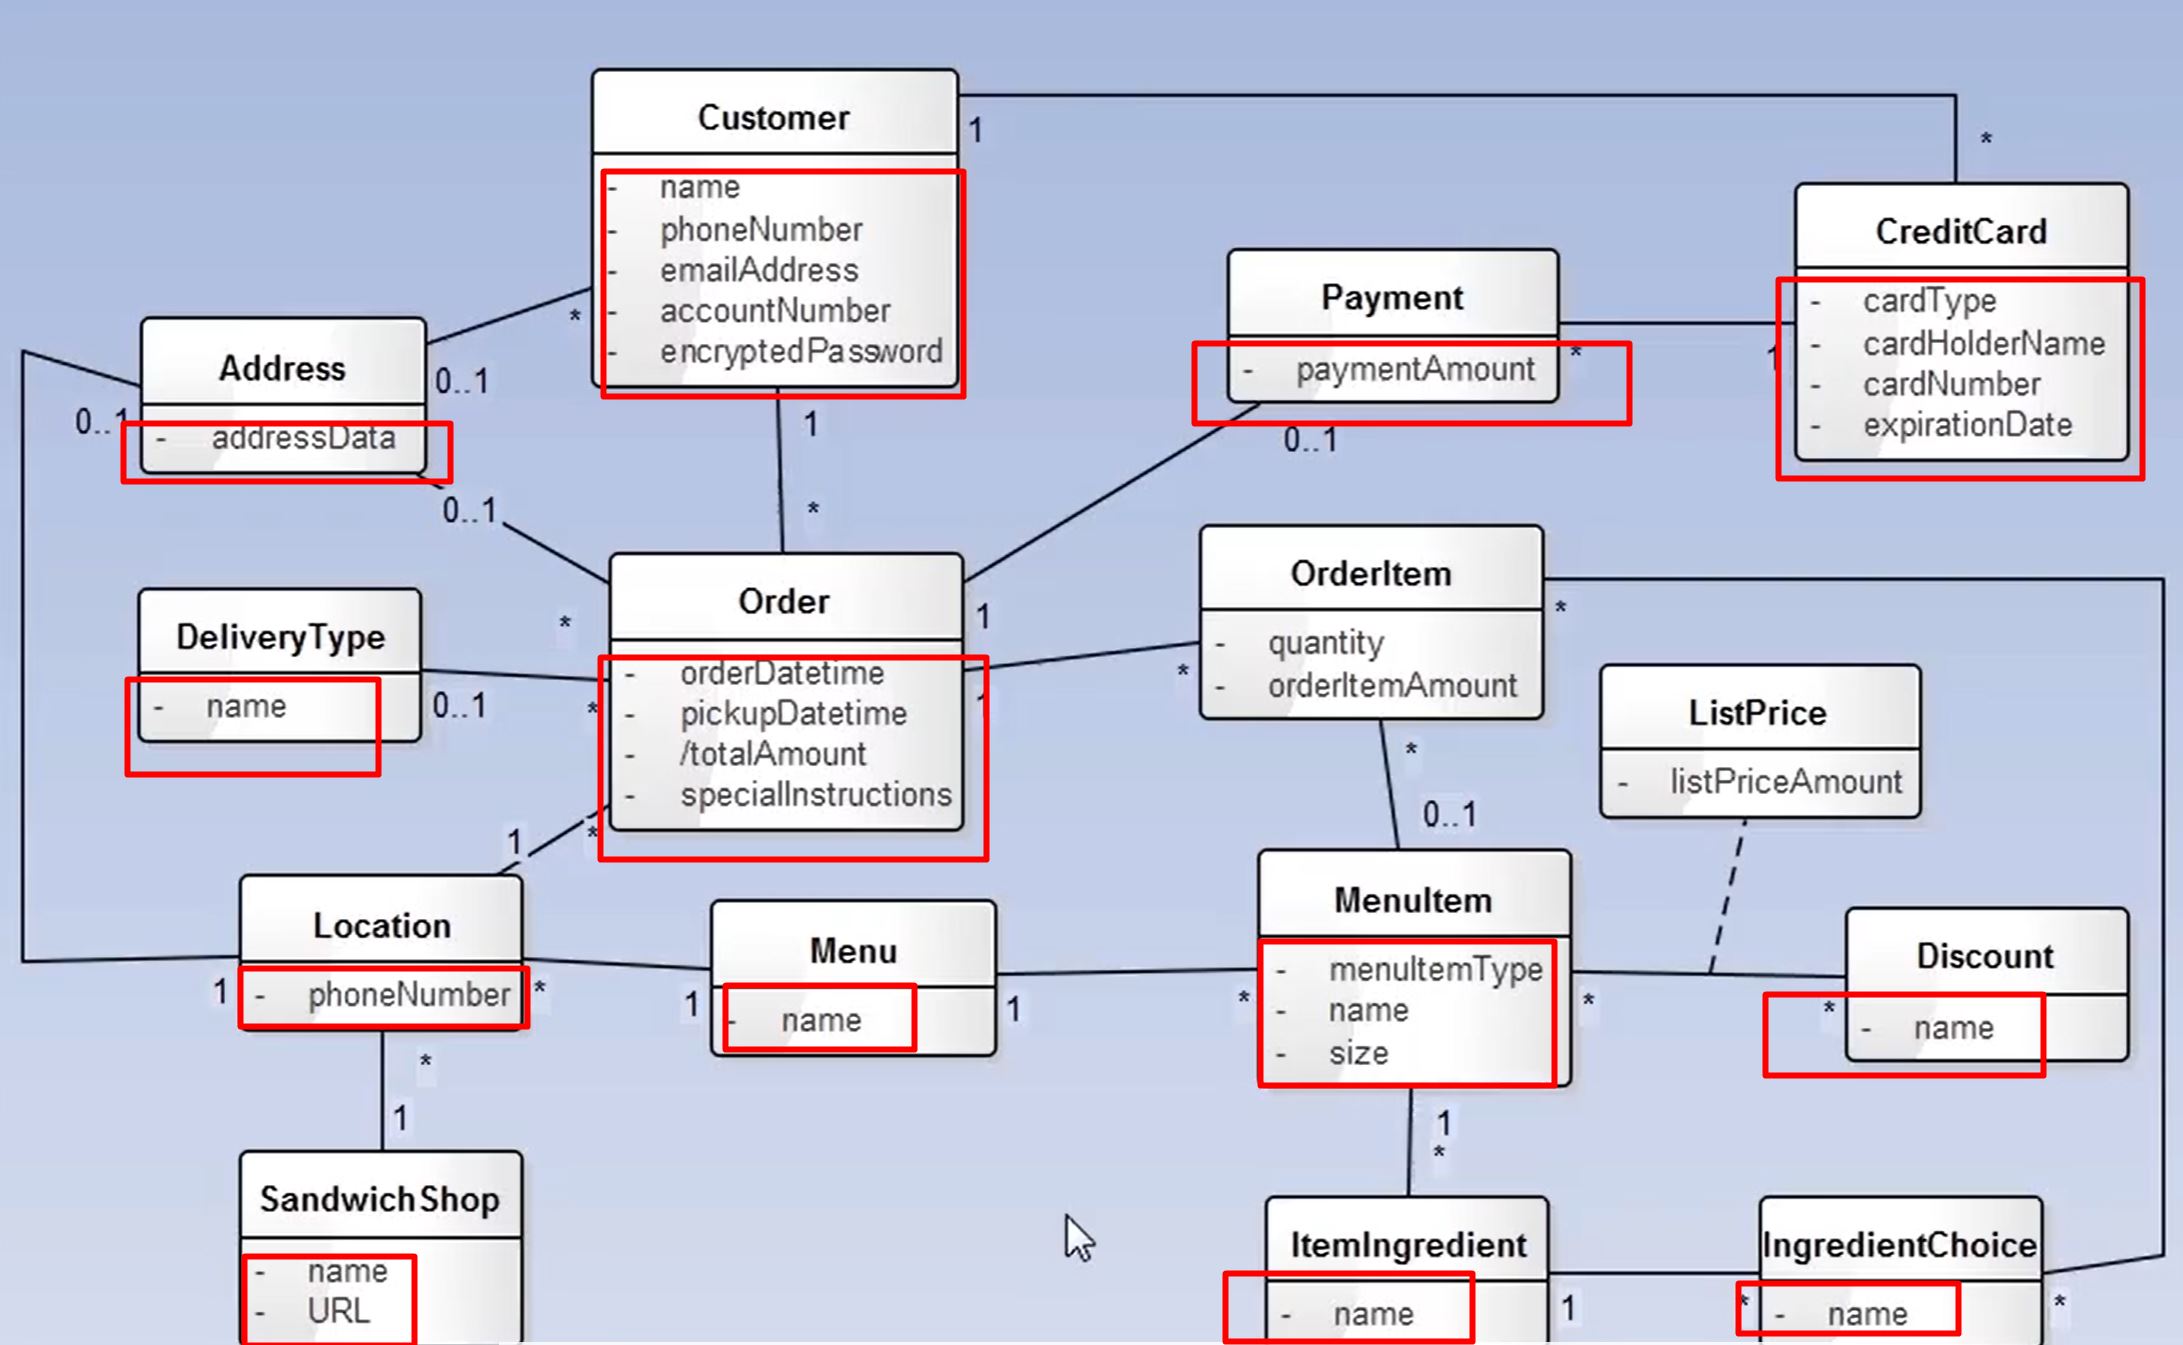 Customer
- name
- phoneNumber
- emailAddress
- accountNumber
- encryptedPassword
1
*
CreditCard
- cardType
- cardHolderName
- cardNumber
- expirationDate
Payment
- paymentAmount
*
1
0..1
Address
- addressData
*
0..1
0..1
0..1
1
*
Order
- orderDatetime
- pickupDatetime
- /totalAmount
- specialInstructions
*
1
1
*
*
DeliveryType
- name
0..1
OrderItem
- quantity
- orderItemAmount
*
*
*
0..1
ListPrice
- listPriceAmount
1
Location
- phoneNumber
1
*
Menu
- name
1
1
MenuItem
- menuItemType
- name
- size
*
*
Discount
- name
*
*
1
SandwichShop
- name
- URL
1
*
ItemIngredient
- name
1
IngredientChoice
- name
*
*